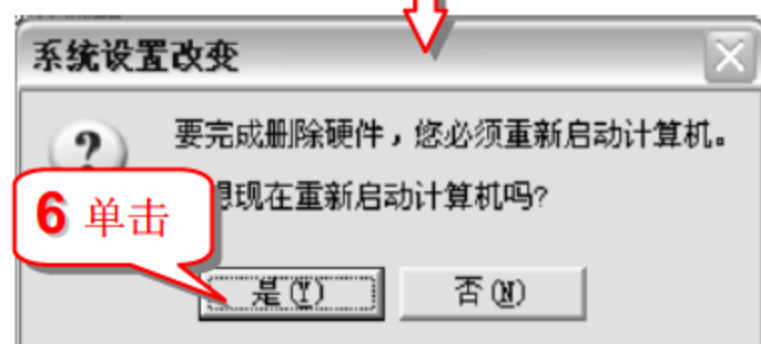 系统设置改变
要完成删除硬件，您必须重新启动计算机。
想现在重新启动计算机吗?
6 单击
是(Y)
否(N)